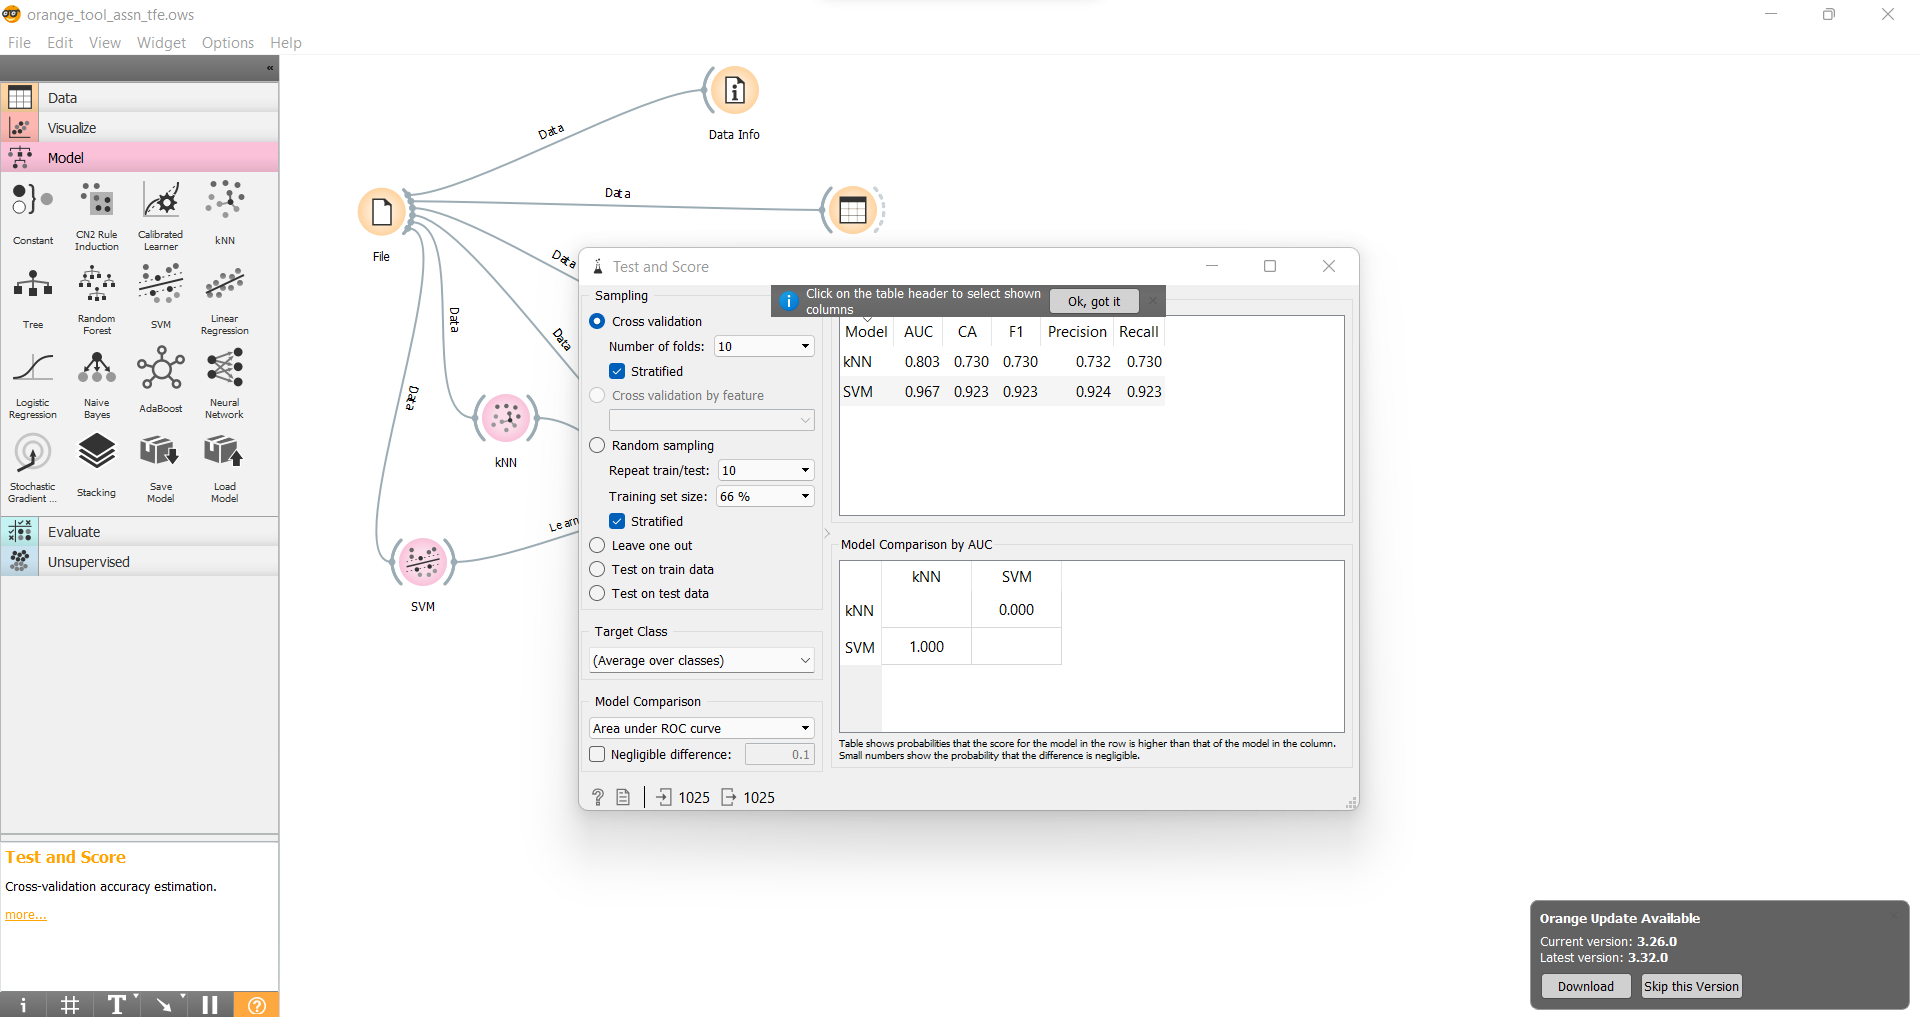 orange_tool_assn_tfe.ows
File Edit View Widget Options Help
«
Data
Visualize
Model
Constant
CN2 Rule
Induction
Calibrated
Learner
kNN
Tree
Random
Forest
SVM
Linear
Regression
Logistic
Regression
Naive
Bayes
AdaBoost
Neural
Network
Stochastic
Gradient ...
Stacking
Save
Model
Load
Model
Evaluate
Unsupervised
Test and Score
Cross-validation accuracy estimation.
more...
Data
Data Info
Data
File
Data
Data
Data
Data
kNN
Learn
SVM
Test and Score
Sampling
Cross validation
Number of folds: 10
Stratified
Cross validation by feature
Random sampling
Repeat train/test: 10
Training set size: 66 %
Stratified
Leave one out
Test on train data
Test on test data
Target Class
(Average over classes)
Model Comparison
Area under ROC curve
Negligible difference: 0.1
? 1025 1025
Click on the table header to select shown
columns
Ok, got it
Model AUC CA F1 Precision Recall
kNN 0.803 0.730 0.730 0.732 0.730
SVM 0.967 0.923 0.923 0.924 0.923
Model Comparison by AUC
kNN SVM
kNN 0.000
SVM 1.000
Table shows probabilities that the score for the model in the row is higher than that of the model in the column.
Small numbers show the probability that the difference is negligible.
Orange Update Available
Current version: 3.26.0
Latest version: 3.32.0
Download
Skip this Version